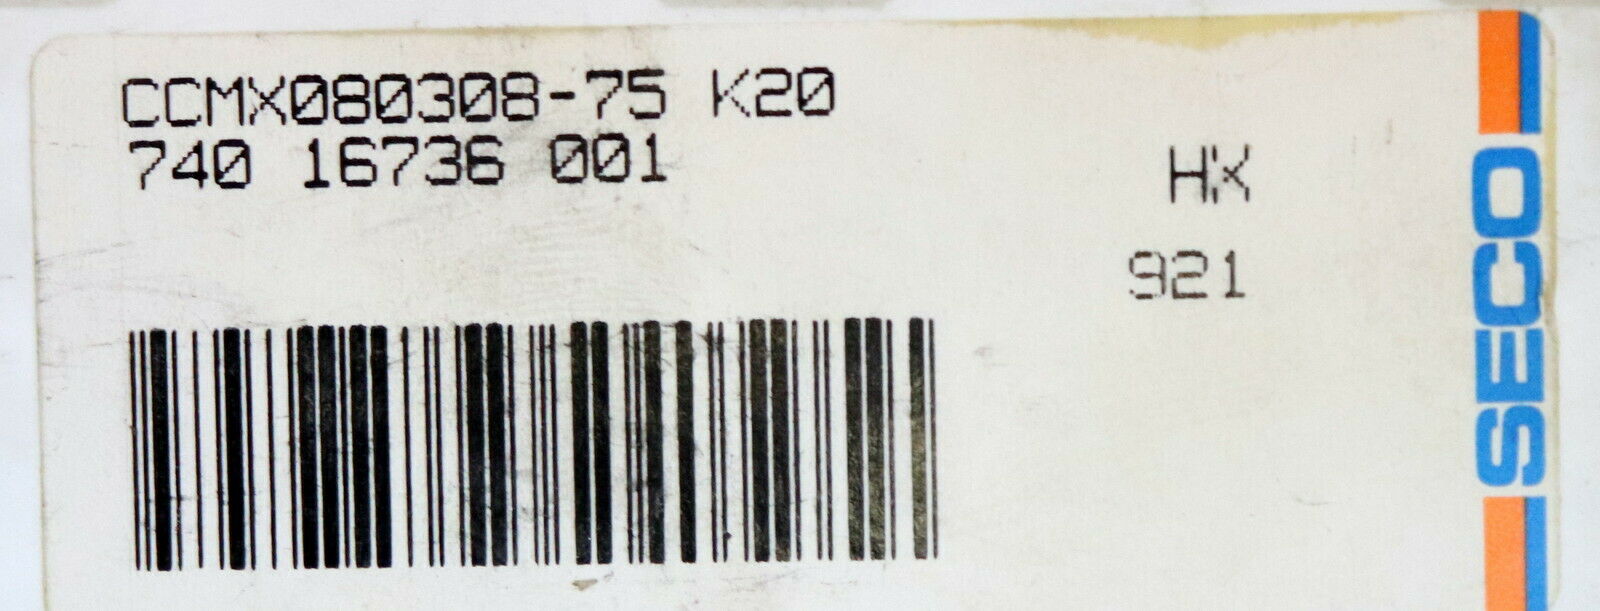 CCMX080308-75 K20
740 16736 001
HX
921
SECO